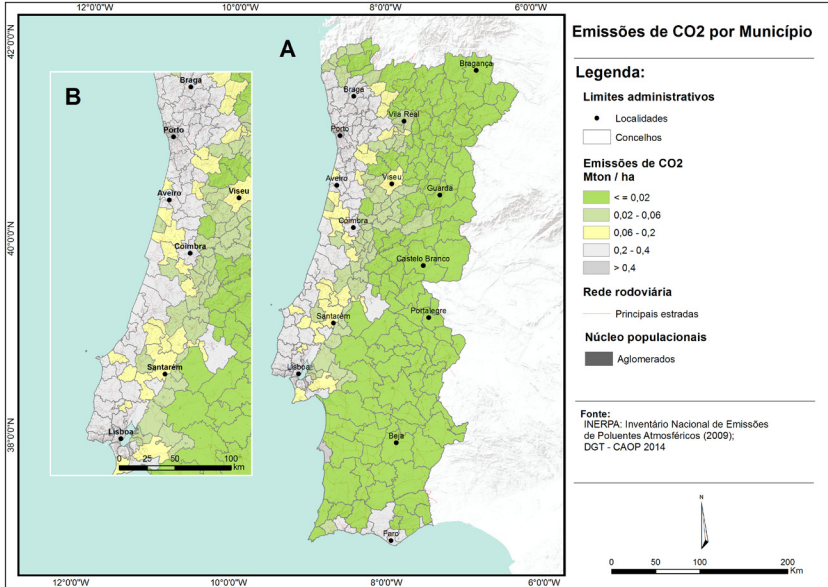 12°0'0"W
10°0'0"W
8°0'0"W
6°0'0"W
42°0'0"N
40°0'0"N
38°0'0"N
A
Bragança
Braga
Vila Real
Porto
Aveiro
Viseu
Guarda
Coimbra
Castelo Branco
Santarém
Portalegre
Lisboa
Beja
Faro
B
Braga
Porto
Aveiro
Viseu
Coimbra
Santarém
Lisboa
0 25 50 100
km
12°0'0"W
10°0'0"W
8°0'0"W
6°0'0"W
Emissões de CO2 por Município
Legenda:
Limites administrativos
Localidades
Concelhos
Emissões de CO2
Mton / ha
< = 0,02
0,02 - 0,06
0,06 - 0,2
0,2 - 0,4
> 0,4
Rede rodoviária
Principais estradas
Núcleo populacionais
Aglomerados
Fonte:
INERPA: Inventário Nacional de Emissões
de Poluentes Atmosféricos (2009);
DGT - CAOP 2014
N
0 50 100 200
Km